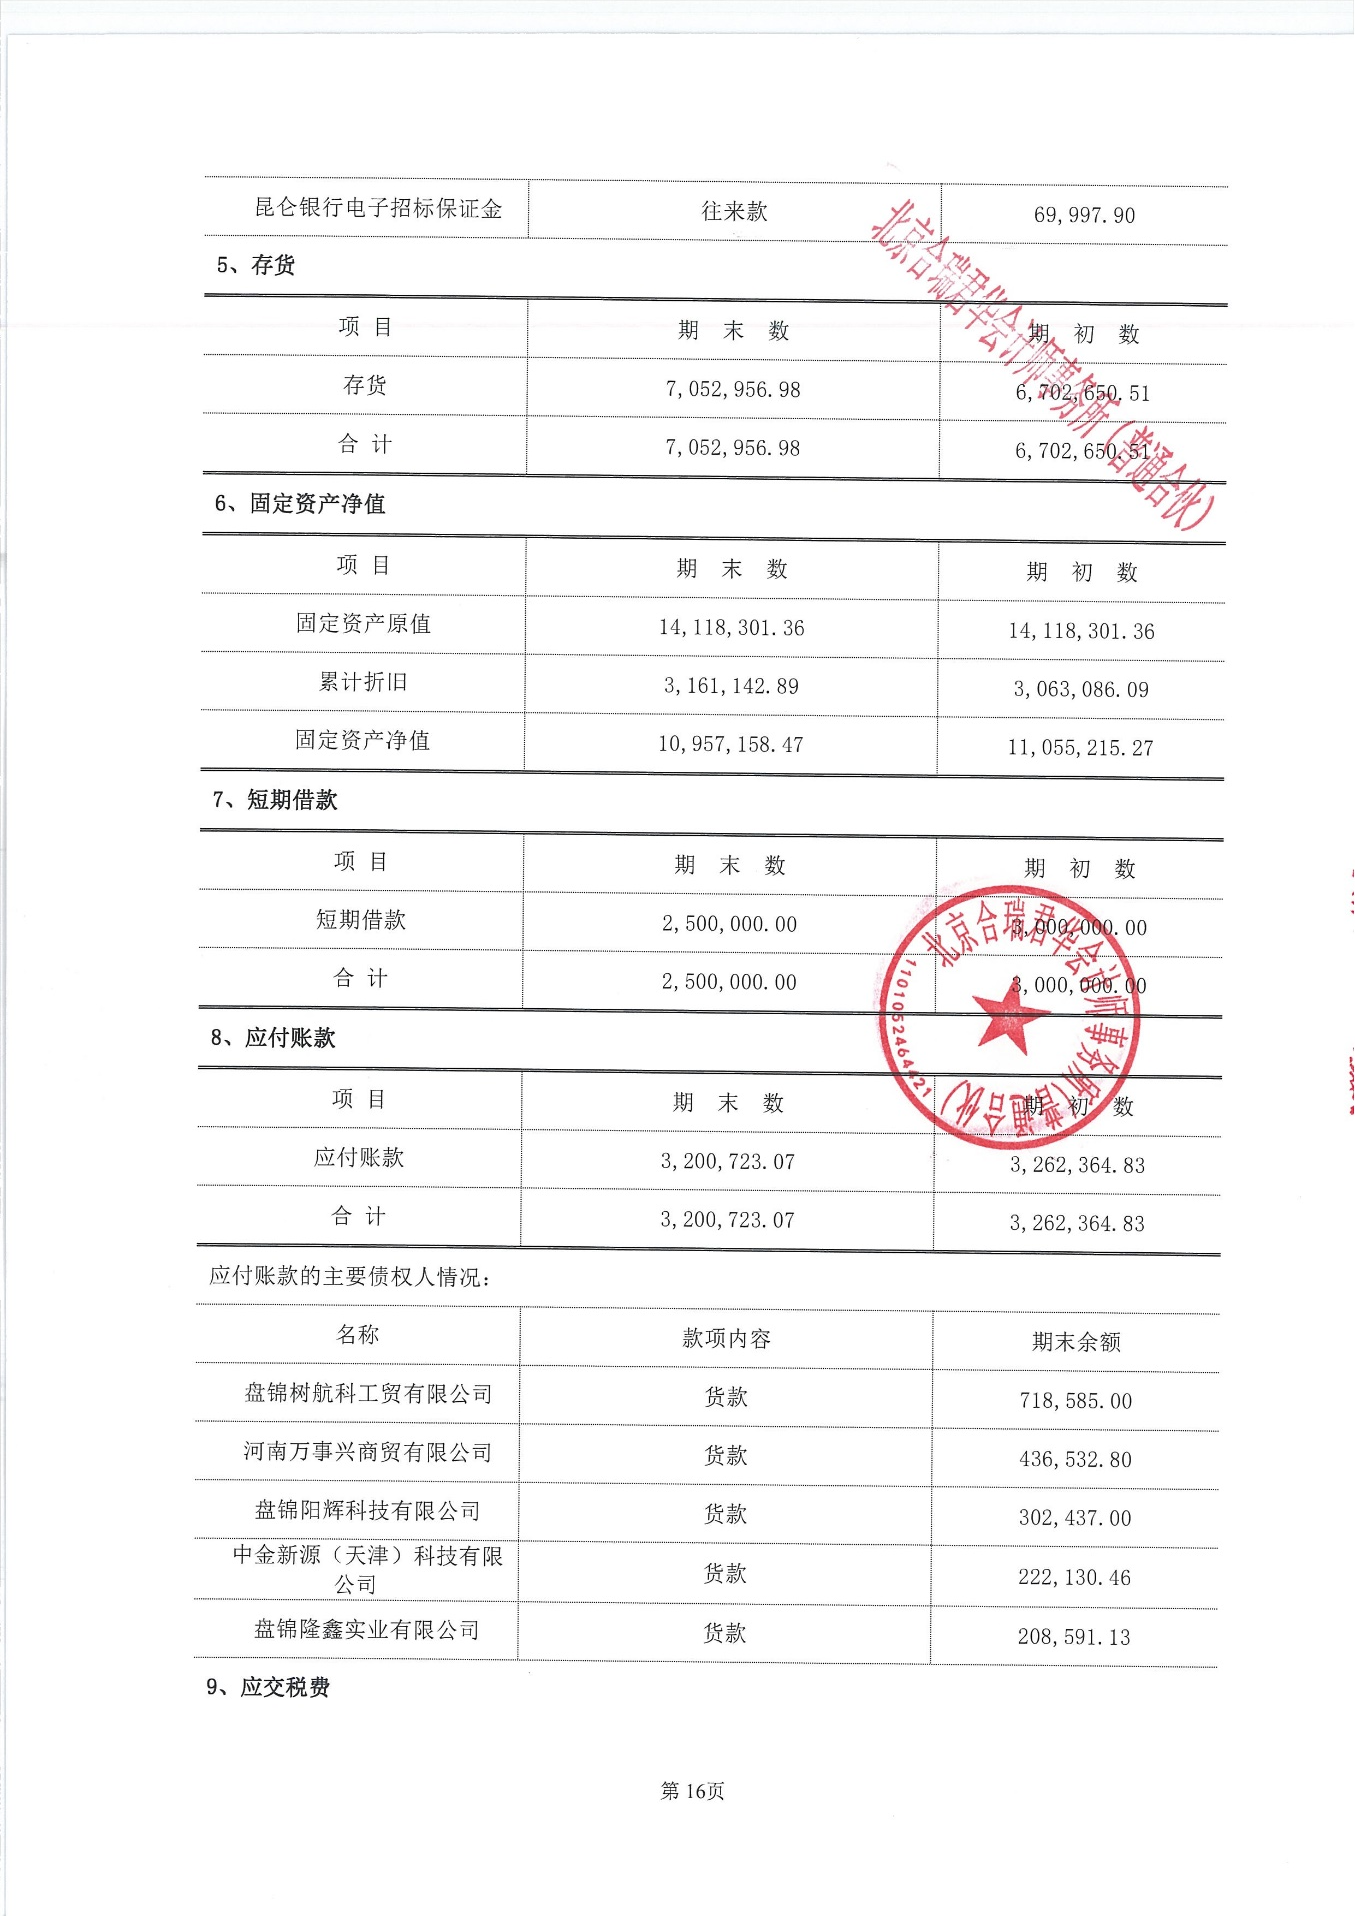 昆仑银行电子招标保证金 往来款 69,997.90
5、存货
项 目 期 末 数 期 初 数
存货 7,052,956.98 6,702,650.51
合 计 7,052,956.98 6,702,650.51
北京合瑞君华会计师事务所（普通合伙）
6、固定资产净值
项 目 期 末 数 期 初 数
固定资产原值 14,118,301.36 14,118,301.36
累计折旧 3,161,142.89 3,063,086.09
固定资产净值 10,957,158.47 11,055,215.27
7、短期借款
项 目 期 末 数 期 初 数
短期借款 2,500,000.00 3,000,000.00
合 计 2,500,000.00 3,000,000.00
北京合瑞君华会计师事务所（普通合伙）
1101052464421
8、应付账款
项 目 期 末 数 期 初 数
应付账款 3,200,723.07 3,262,364.83
合 计 3,200,723.07 3,262,364.83
应付账款的主要债权人情况：
名称 款项内容 期末余额
盘锦树航科工贸有限公司 货款 718,585.00
河南万事兴商贸有限公司 货款 436,532.80
盘锦阳辉科技有限公司 货款 302,437.00
中金新源（天津）科技有限
公司 货款 222,130.46
盘锦隆鑫实业有限公司 货款 208,591.13
9、应交税费
第 16页